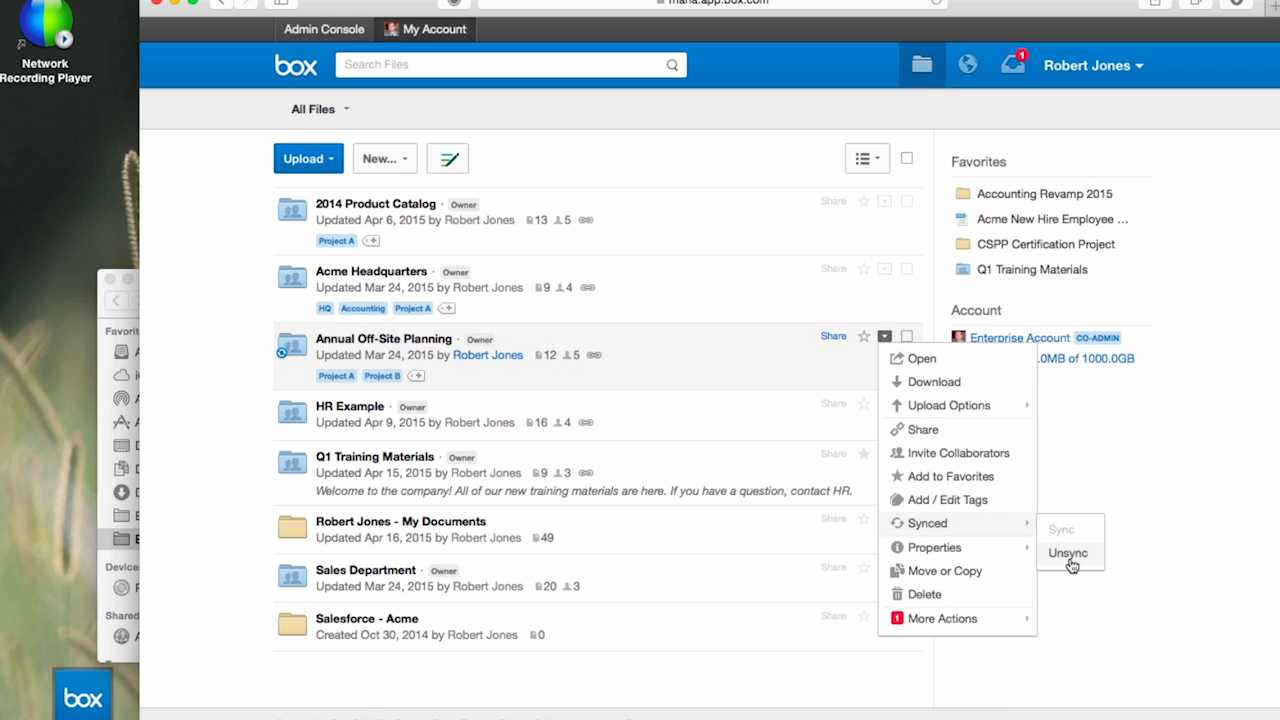 maria.app.box.com
Network
Recording Player
Admin Console
My Account
box
Search Files
1
Robert Jones
All Files
Upload
New...
2014 Product Catalog · Owner
Updated Apr 6, 2015 by Robert Jones 13 5
Project A +
Share
Acme Headquarters · Owner
Updated Mar 24, 2015 by Robert Jones 9 4
HQ Accounting Project A +
Share
Annual Off-Site Planning · Owner
Updated Mar 24, 2015 by Robert Jones 12 5
Project A Project B +
Share
HR Example · Owner
Updated Apr 9, 2015 by Robert Jones 16 4
Share
Q1 Training Materials · Owner
Updated Apr 15, 2015 by Robert Jones 9 3
Welcome to the company! All of our new training materials are here. If you have a question, contact HR.
Share
Robert Jones - My Documents
Updated Apr 16, 2015 by Robert Jones 49
Share
Sales Department · Owner
Updated Mar 24, 2015 by Robert Jones 20 3
Share
Salesforce - Acme
Created Oct 30, 2014 by Robert Jones 0
Share
Open
Download
Upload Options
Share
Invite Collaborators
Add to Favorites
Add / Edit Tags
Synced
Properties
Move or Copy
Delete
1 More Actions
Sync
Unsync
Favorites
Accounting Revamp 2015
Acme New Hire Employee ...
CSPP Certification Project
Q1 Training Materials
Account
Enterprise Account CO-ADMIN
.0MB of 1000.0GB
Favorit
Device
Shared
box